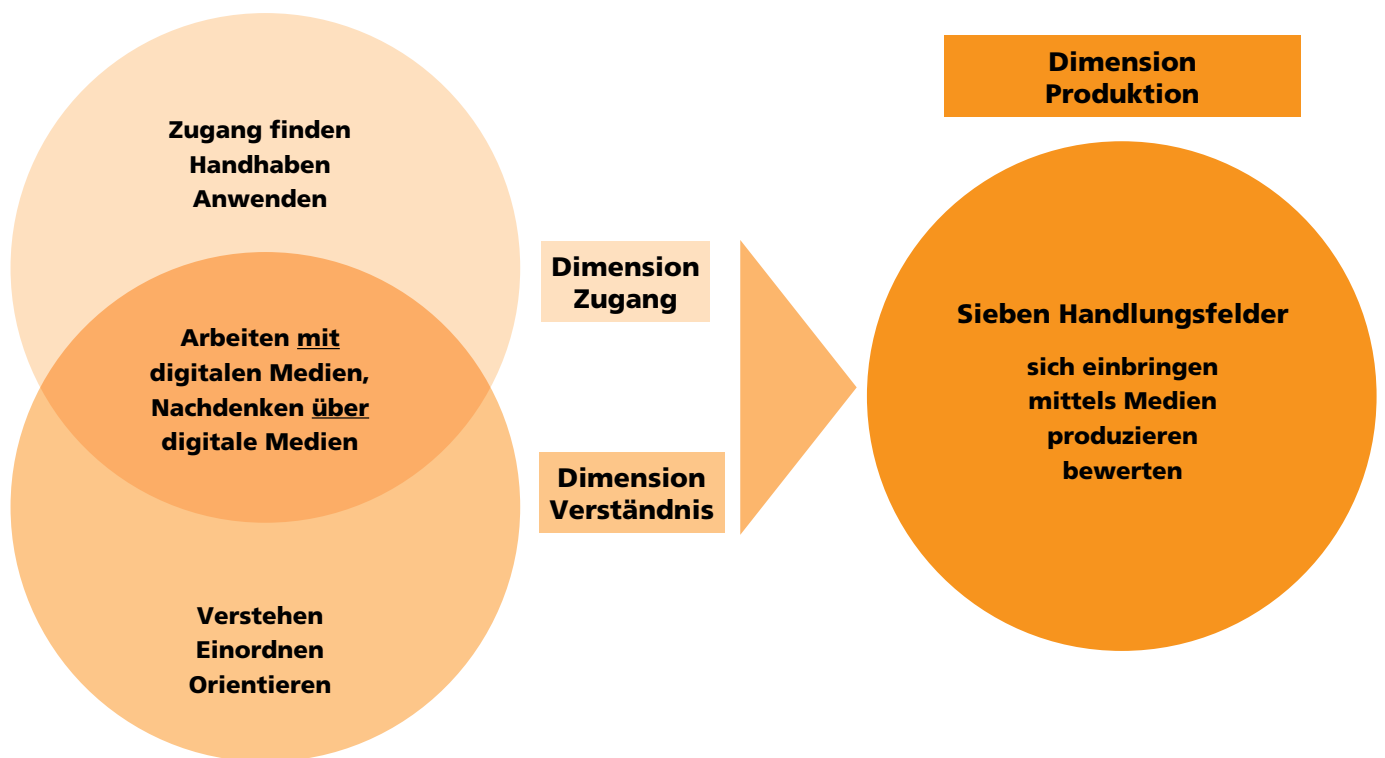 Zugang finden
Handhaben
Anwenden
Arbeiten mit
digitalen Medien,
Nachdenken über
digitale Medien
Verstehen
Einordnen
Orientieren
Dimension
Zugang
Dimension
Verständnis
Dimension
Produktion
Sieben Handlungsfelder
sich einbringen
mittels Medien
produzieren
bewerten